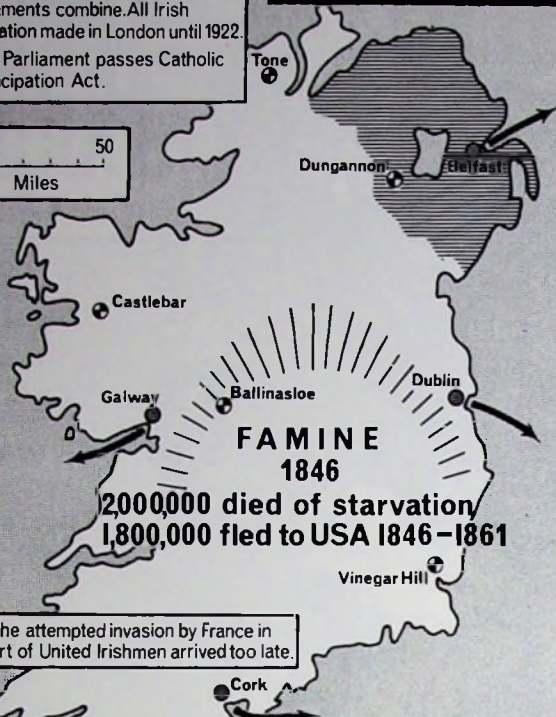 ments combine. All Irish
ation made in London until 1922.
Parliament passes Catholic
cipation Act.
Tone
50
Miles
Dungannon
Belfast
Castlebar
Galway
Ballinasloe
Dublin
FAMINE
1846
2,000,000 died of starvation
1,800,000 fled to USA 1846-1861
Vinegar Hill
he attempted invasion by France in
rt of United Irishmen arrived too late.
Cork